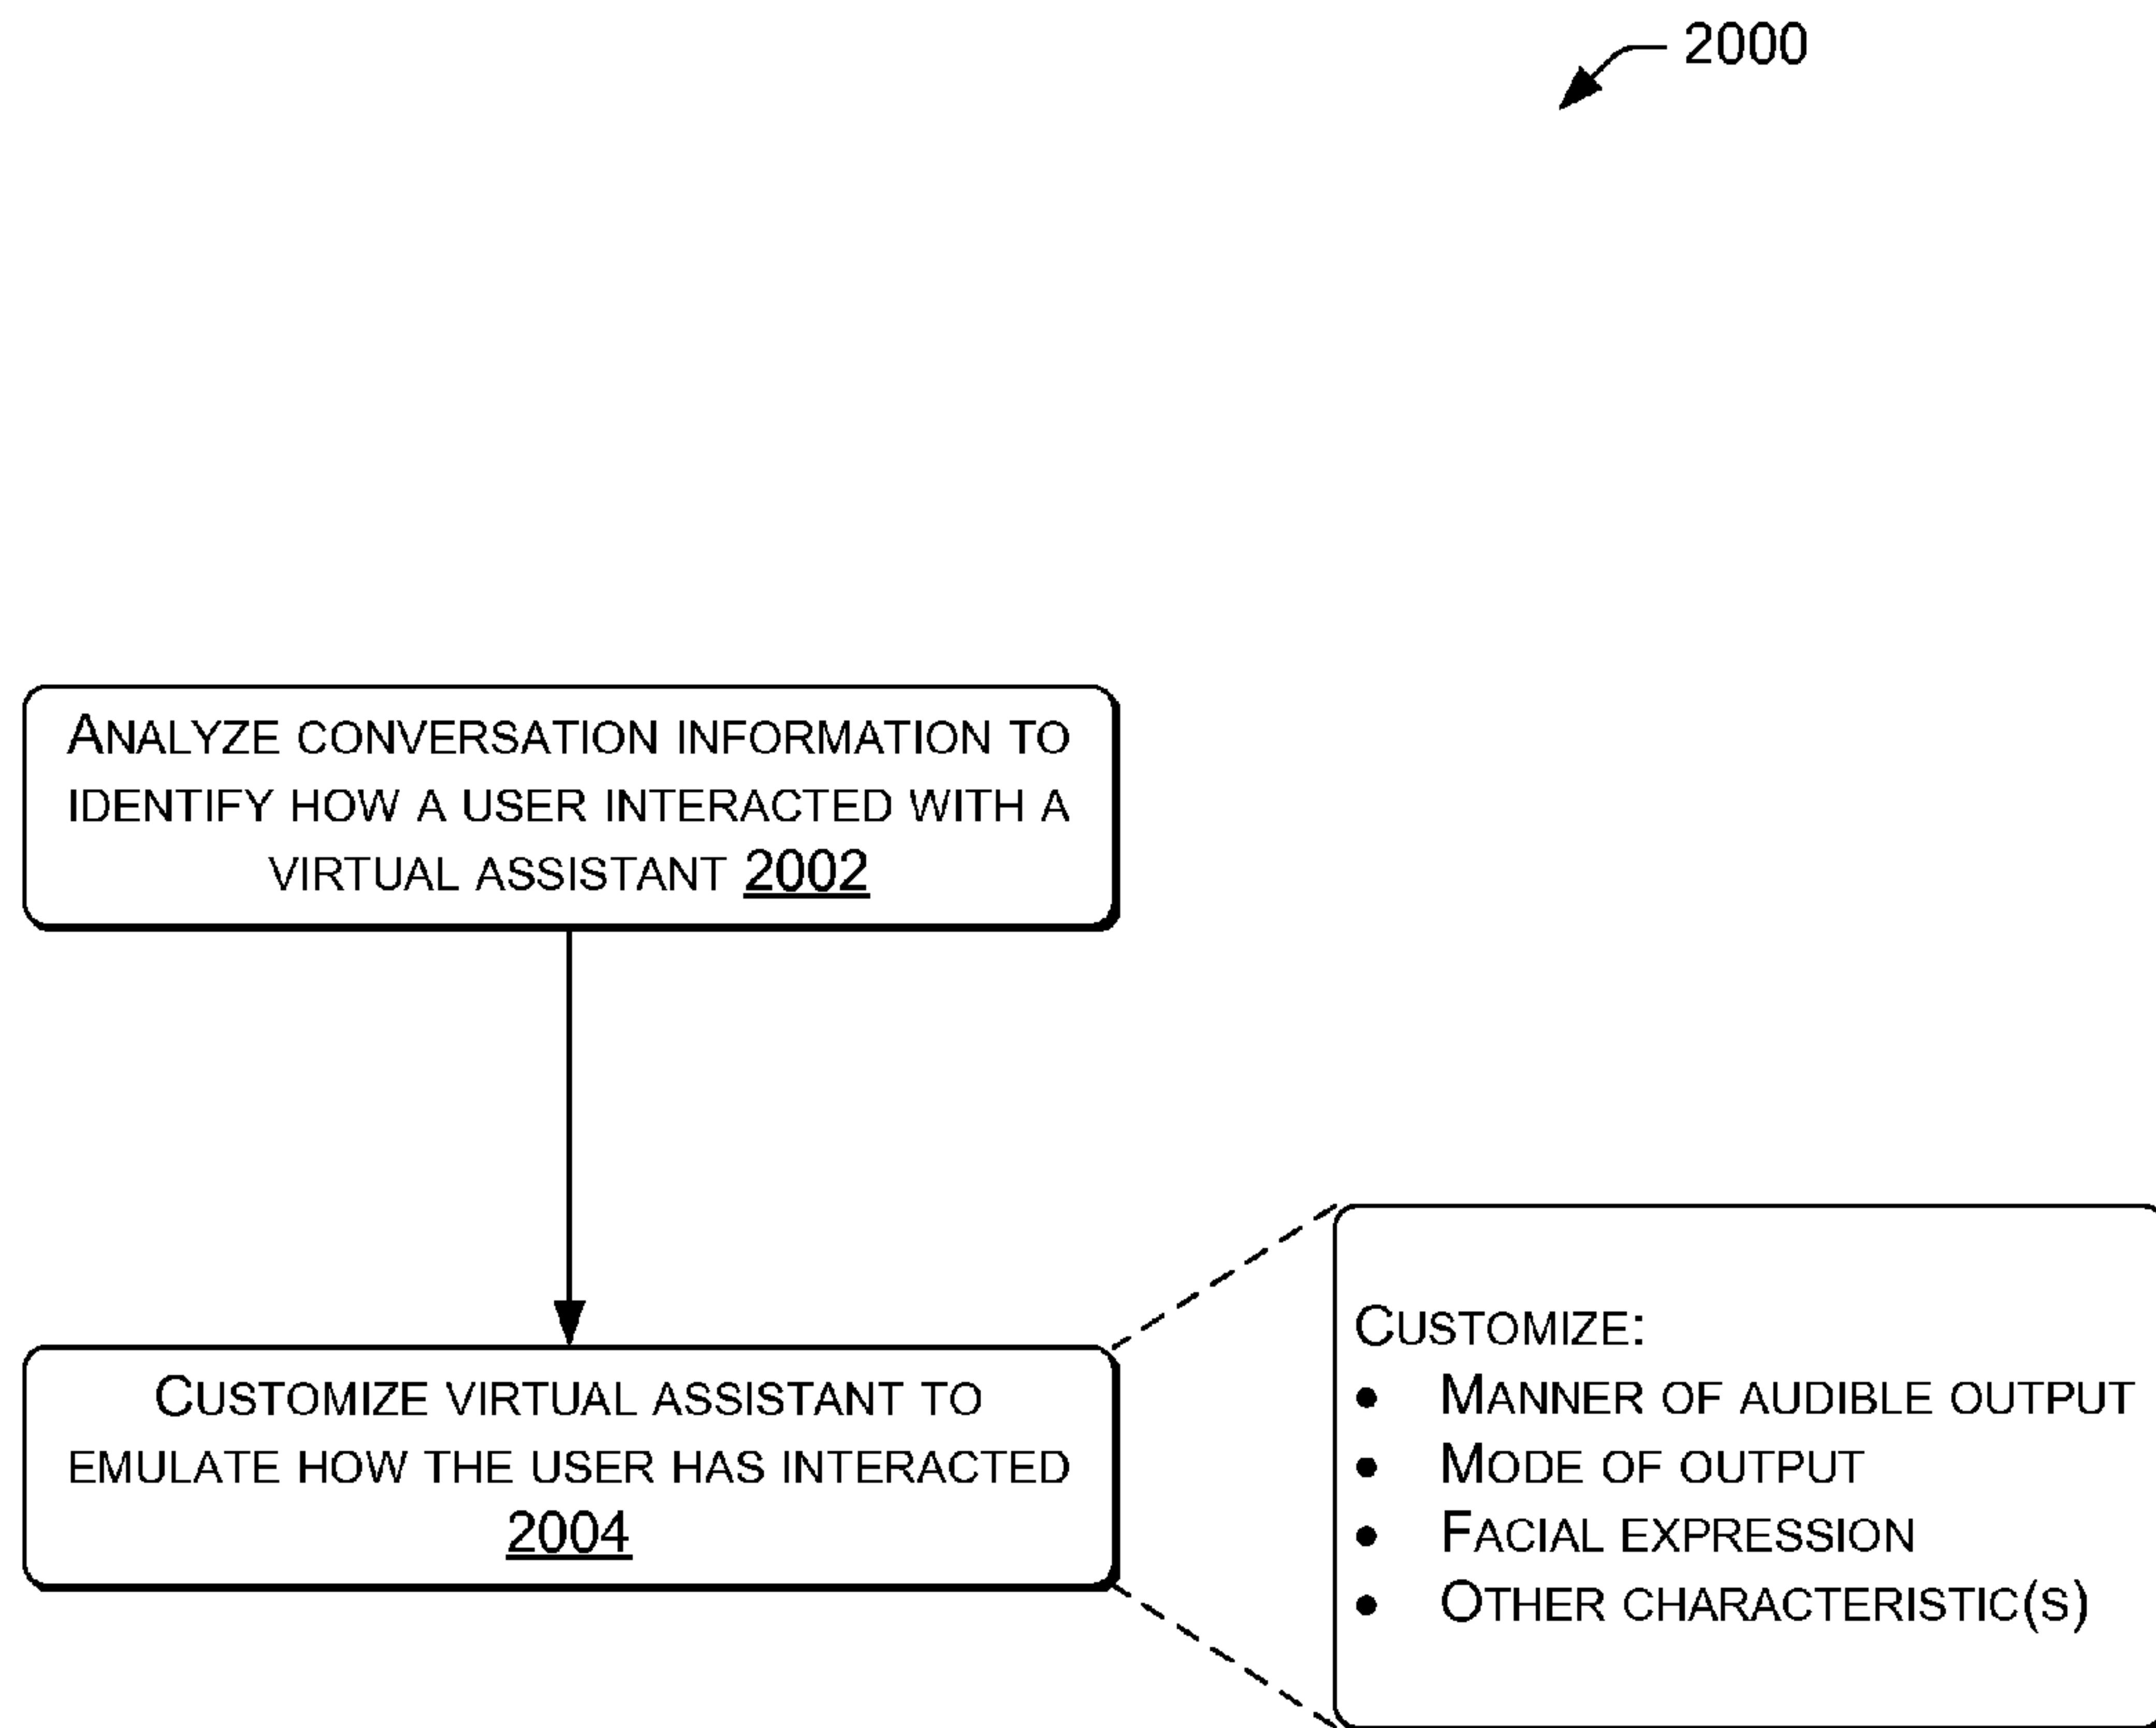 2000
ANALYZE CONVERSATION INFORMATION TO
IDENTIFY HOW A USER INTERACTED WITH A
VIRTUAL ASSISTANT 2002
CUSTOMIZE VIRTUAL ASSISTANT TO
EMULATE HOW THE USER HAS INTERACTED
2004
CUSTOMIZE:
• MANNER OF AUDIBLE OUTPUT
• MODE OF OUTPUT
• FACIAL EXPRESSION
• OTHER CHARACTERISTIC(S)